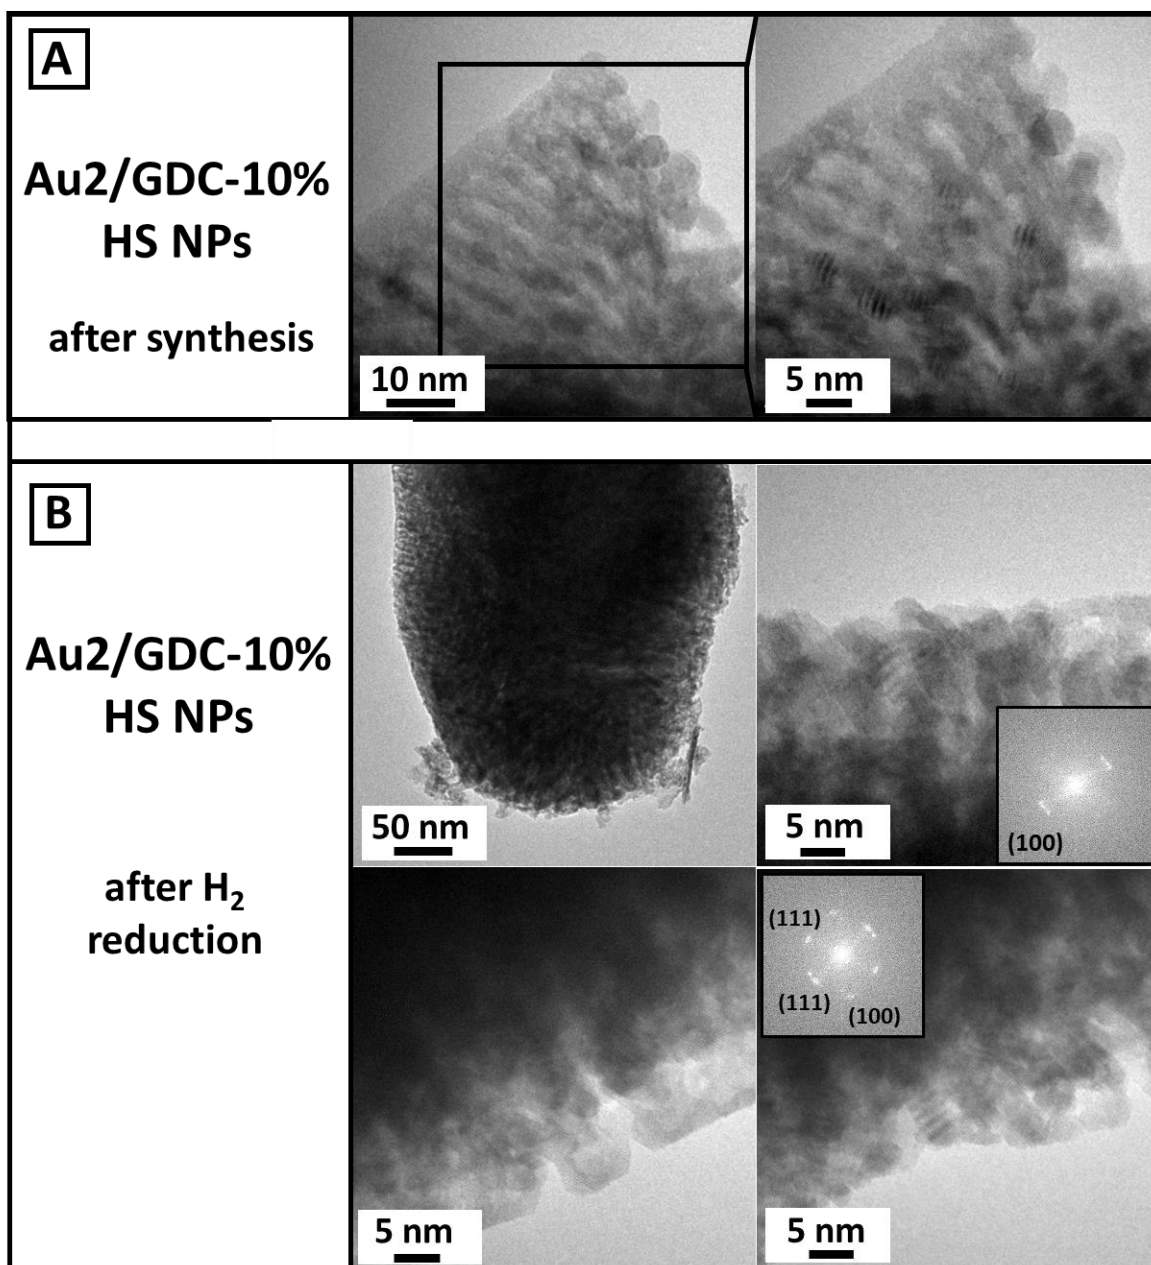 A
Au2/GDC-10%
HS NPs
after synthesis
10 nm
5 nm
B
Au2/GDC-10%
HS NPs
after H₂
reduction
50 nm
5 nm
(100)
5 nm
(111)
(111)
(100)
5 nm